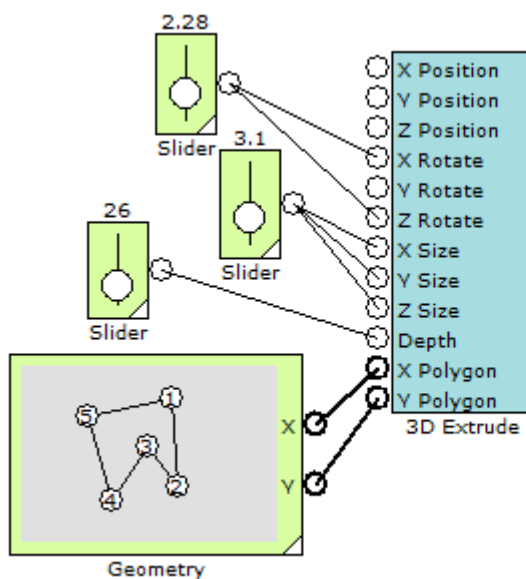 2.28
Slider
3.1
Slider
26
Slider
X Position
Y Position
Z Position
X Rotate
Y Rotate
Z Rotate
X Size
Y Size
Z Size
Depth
X Polygon
Y Polygon
3D Extrude
1
5
3
2
4
X
Y
Geometry